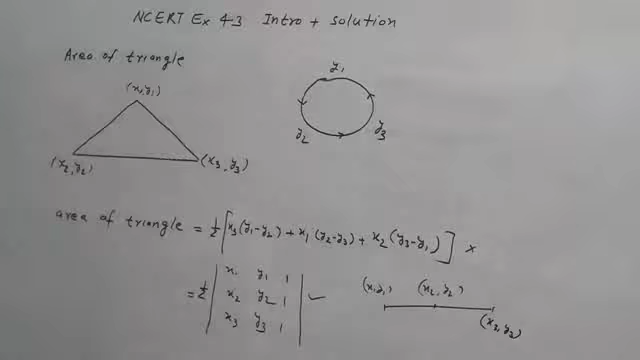 NCERT Ex 4.3 Intro + solution
Area of triangle
(x,y1)
y1
y2
y3
(x2,y2)
(x3,y3)
area of triangle = 1/2 [x3(y1-y2) + x1(y2-y3) + x2(y3-y1)] x
= 1/2 | x1 y1 1
x2 y2 1
x3 y3 1 | ✓
(x,y1) (x2,y2)
(x3,y3)